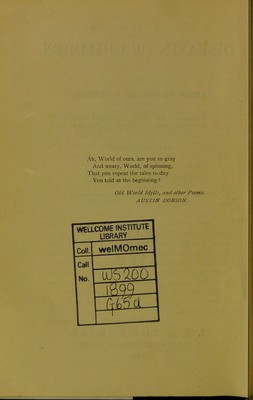 Ah, World of ours, are you so gray
And weary, World, of spinning,
That you repeat the tales to-day
You told at the beginning?
Old World Idylls, and other Poems.
AUSTIN DOBSON.
WELLCOME INSTITUTE
LIBRARY
Coll. welMOmec
Call
No. WS200
1899
G65d